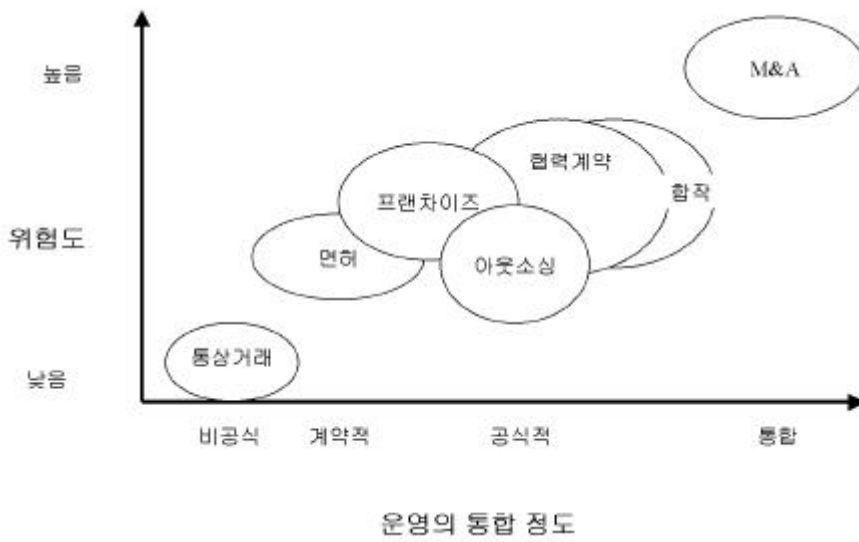 높음
M&A
협력계약
합작
프랜차이즈
위험도
면허
아웃소싱
통상거래
낮음
비공식 계약적 공식적 통합
운영의 통합 정도